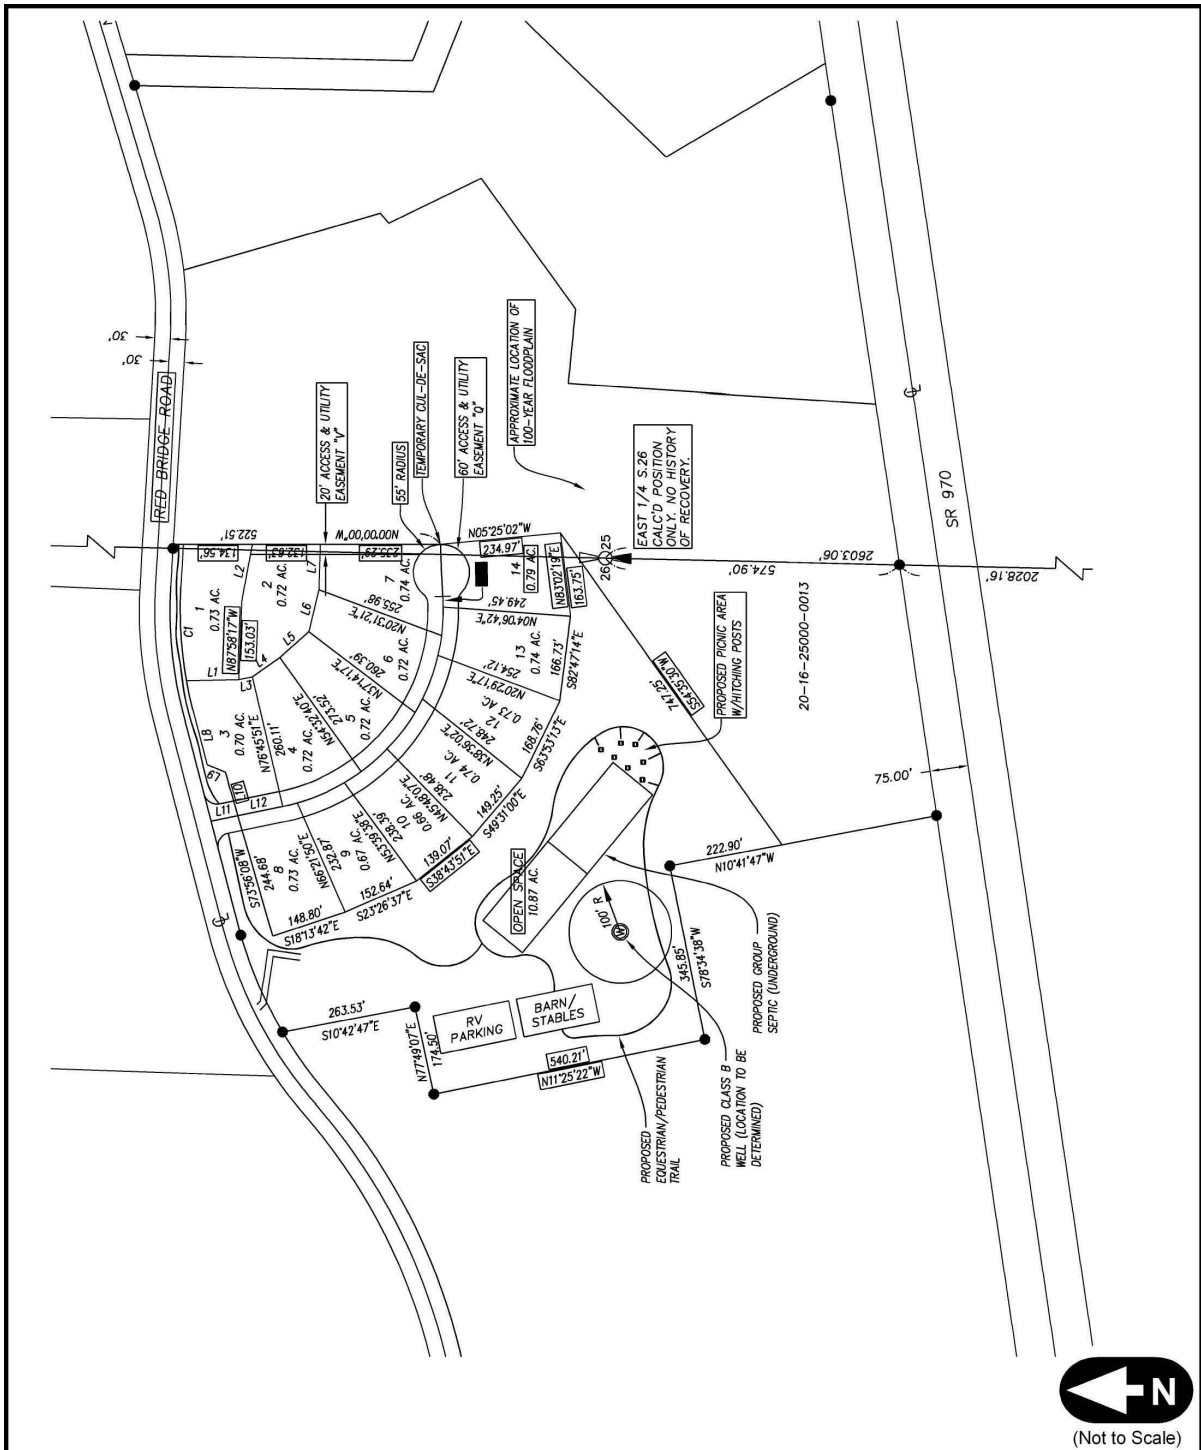 30'
30'
RED BRIDGE ROAD
20' ACCESS & UTILITY
EASEMENT "V"
55' RADIUS
TEMPORARY CUL-DE-SAC
60' ACCESS & UTILITY
EASEMENT "Q"
APPROXIMATE LOCATION OF
100-YEAR FLOODPLAIN
EAST 1/4 S.26
CALC'D POSITION
ONLY. NO HISTORY
OF RECOVERY.
SR 970
522.51'
N00°00'00"W
134.56'
132.63'
235.29'
N05°25'02"W
234.97'
26
25
574.90'
2603.06'
2028.16'
C1
1
0.73 AC.
L1
L2
N87°58'17"W
153.03'
2
0.72 AC.
L7
L6
L5
L3
7
0.74 AC.
255.98'
N20°31'21"E
6
0.72 AC.
260.39'
N37°14'17"E
5
0.72 AC.
273.52'
N54°32'40"E
4
0.72 AC.
260.11'
N76°45'51"E
3
0.70 AC.
L8
L9
L10
L11
L12
14
0.79 AC.
N83°02'19"E
163.75'
249.45'
N04°06'42"E
13
0.74 AC.
166.73'
S82°47'14"E
254.12'
N20°29'17"E
12
0.73 AC.
168.76'
S63°53'13"E
248.72'
N38°36'02"E
11
0.74 AC.
149.25'
S49°31'00"E
238.48'
N45°48'07"E
10
0.66 AC.
139.07'
S38°43'51"E
238.39'
N53°39'38"E
9
0.67 AC.
152.64'
S23°26'37"E
232.87'
N66°21'50"E
8
0.73 AC.
148.80'
S18°13'42"E
244.68'
S73°56'08"W
747.25'
S54°35'30"W
PROPOSED PICNIC AREA
W/HITCHING POSTS
20-16-25000-0013
75.00'
222.90'
N10°41'47"W
OPEN SPACE
10.87 AC.
100' R
W
345.85'
S78°34'38"W
PROPOSED GROUP
SEPTIC (UNDERGROUND)
263.53'
S10°42'47"E
N77°49'07"E
174.50'
RV
PARKING
BARN/
STABLES
540.21'
N11°25'22"W
PROPOSED
EQUESTRIAN/PEDESTRIAN
TRAIL
PROPOSED CLASS B
WELL (LOCATION TO BE
DETERMINED)
N
(Not to Scale)